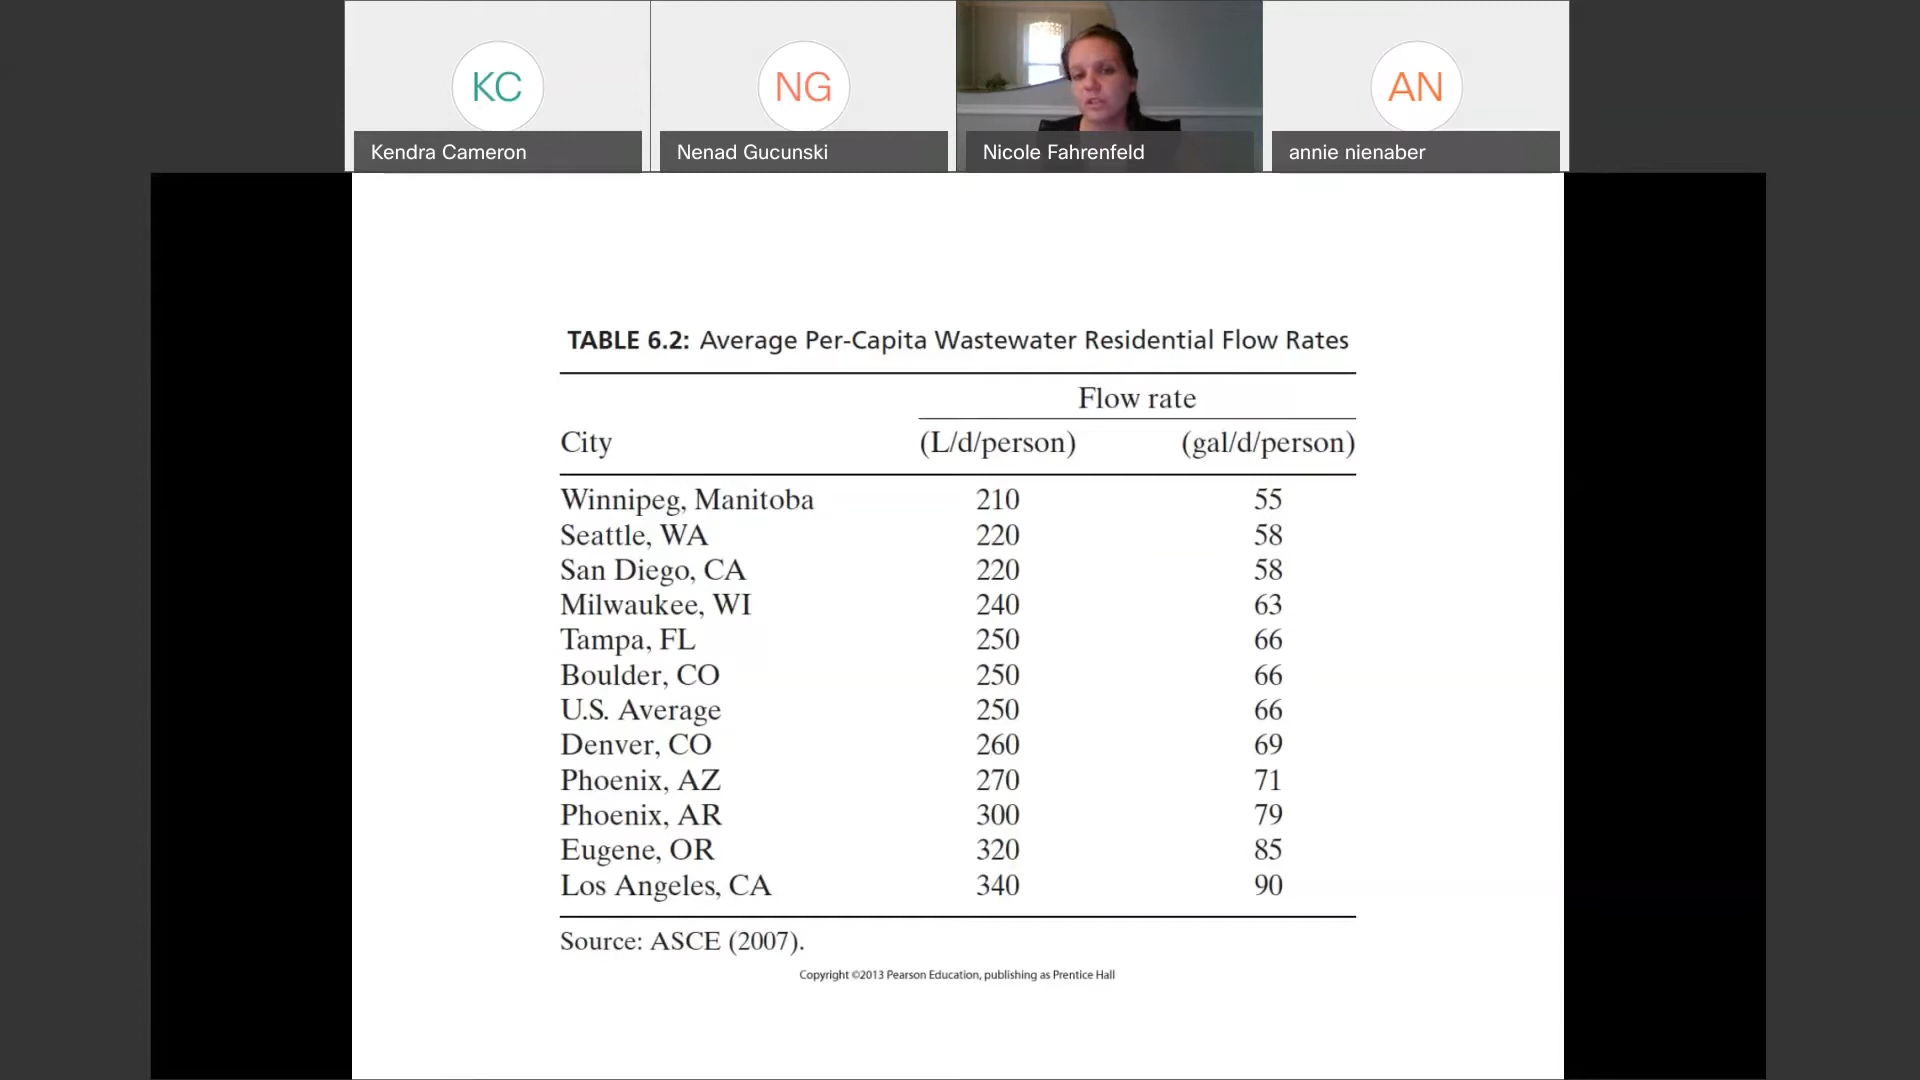 KC
NG
AN
Kendra Cameron
Nenad Gucunski
Nicole Fahrenfeld
annie nienaber
TABLE 6.2: Average Per-Capita Wastewater Residential Flow Rates
Flow rate
City (L/d/person) (gal/d/person)
Winnipeg, Manitoba 210 55
Seattle, WA 220 58
San Diego, CA 220 58
Milwaukee, WI 240 63
Tampa, FL 250 66
Boulder, CO 250 66
U.S. Average 250 66
Denver, CO 260 69
Phoenix, AZ 270 71
Phoenix, AR 300 79
Eugene, OR 320 85
Los Angeles, CA 340 90
Source: ASCE (2007).
Copyright ©2013 Pearson Education, publishing as Prentice Hall